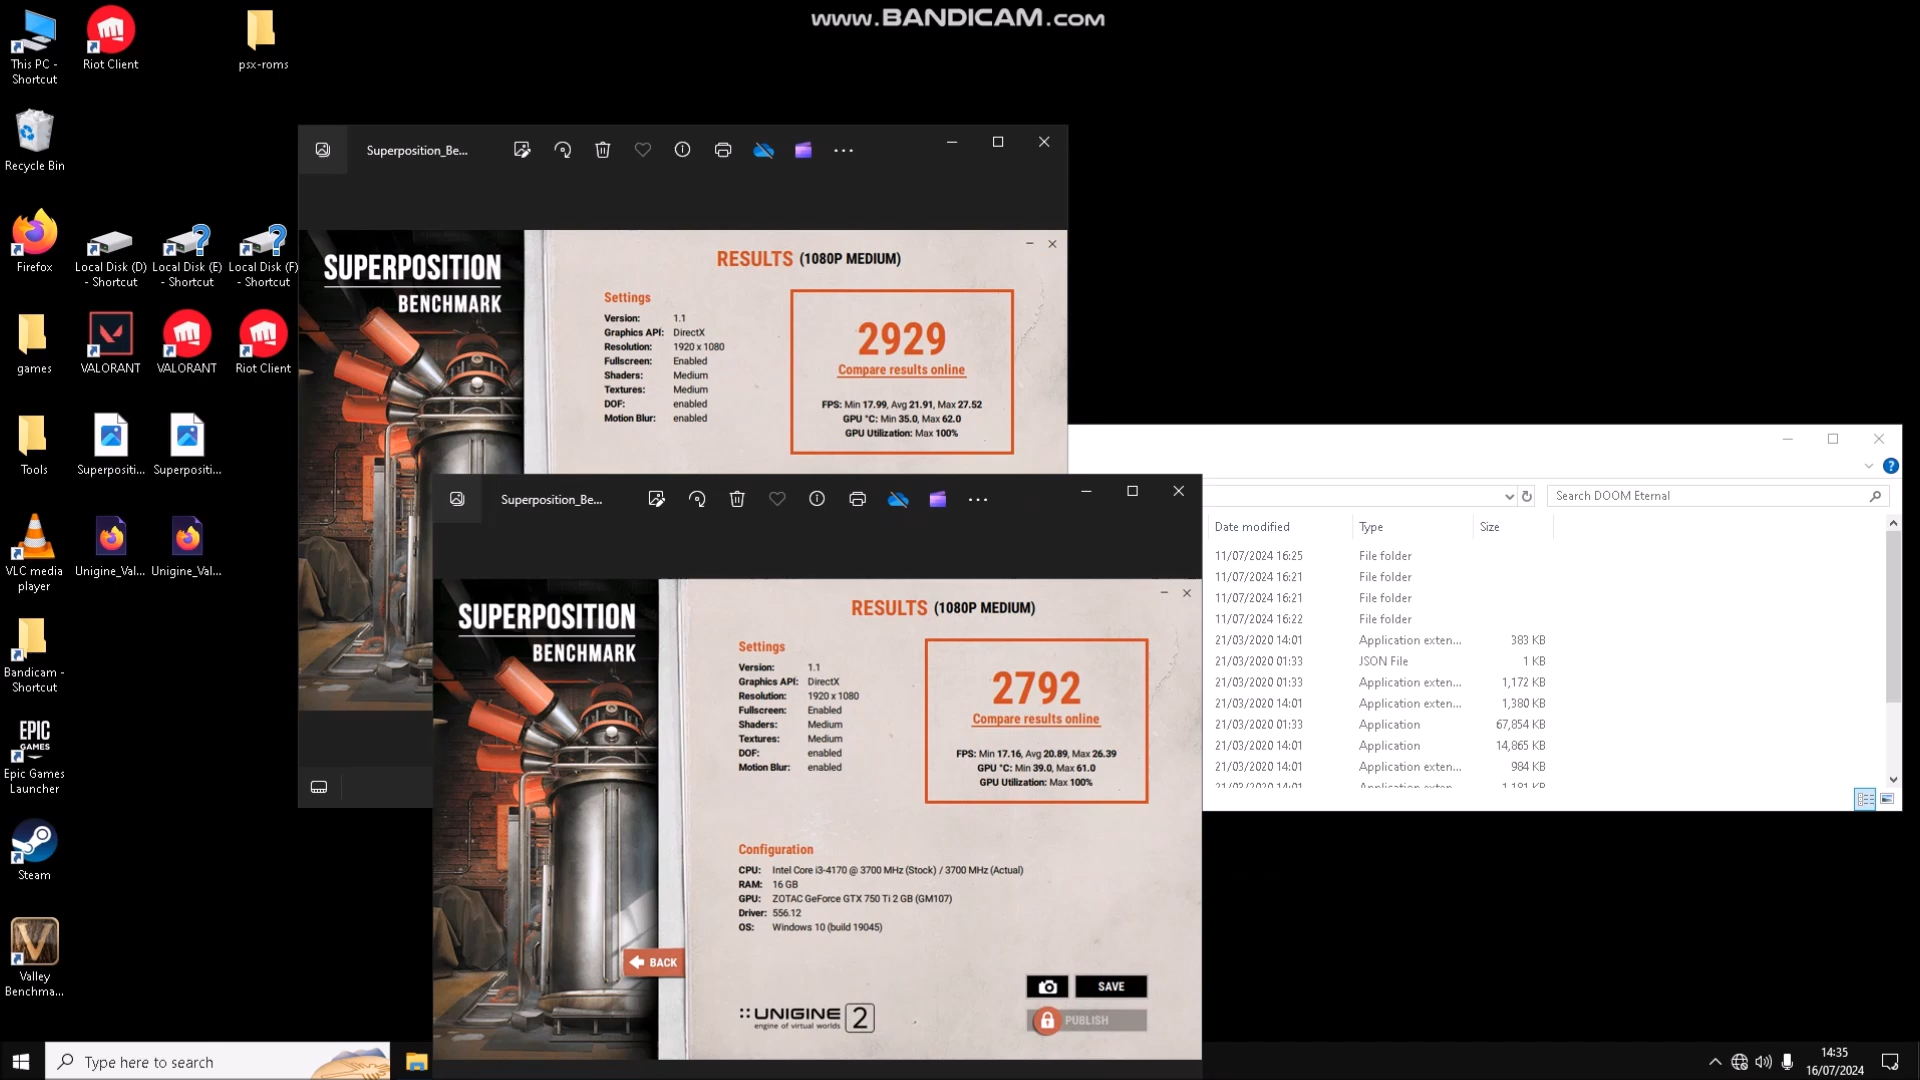 www.BANDICAM.com
This PC - Shortcut
Riot Client
psx-roms
Recycle Bin
Firefox
Local Disk (D) - Shortcut
Local Disk (E) - Shortcut
Local Disk (F) - Shortcut
games
VALORANT
VALORANT
Riot Client
Tools
Superpositi...
Superpositi...
VLC media player
Unigine_Val...
Unigine_Val...
Bandicam - Shortcut
EPIC GAMES
Epic Games Launcher
Steam
Valley Benchma...
Superposition_Be...
SUPERPOSITION
BENCHMARK
RESULTS (1080P MEDIUM)
Settings
Version: 1.1
Graphics API: DirectX
Resolution: 1920 x 1080
Fullscreen: Enabled
Shaders: Medium
Textures: Medium
DOF: enabled
Motion Blur: enabled
2929
Compare results online
FPS: Min 17.99, Avg 21.91, Max 27.52
GPU °C: Min 35.0, Max 62.0
GPU Utilization: Max 100%
Superposition_Be...
SUPERPOSITION
BENCHMARK
RESULTS (1080P MEDIUM)
Settings
Version: 1.1
Graphics API: DirectX
Resolution: 1920 x 1080
Fullscreen: Enabled
Shaders: Medium
Textures: Medium
DOF: enabled
Motion Blur: enabled
2792
Compare results online
FPS: Min 17.16, Avg 20.89, Max 26.39
GPU °C: Min 39.0, Max 61.0
GPU Utilization: Max 100%
Configuration
CPU: Intel Core i3-4170 @ 3700 MHz (Stock) / 3700 MHz (Actual)
RAM: 16 GB
GPU: ZOTAC GeForce GTX 750 Ti 2 GB (GM107)
Driver: 556.12
OS: Windows 10 (build 19045)
BACK
SAVE
PUBLISH
UNIGINE 2
engine of virtual worlds
Search DOOM Eternal
Date modified Type Size
11/07/2024 16:25 File folder
11/07/2024 16:21 File folder
11/07/2024 16:21 File folder
11/07/2024 16:22 File folder
21/03/2020 14:01 Application exten... 383 KB
21/03/2020 01:33 JSON File 1 KB
21/03/2020 01:33 Application exten... 1,172 KB
21/03/2020 14:01 Application exten... 1,380 KB
21/03/2020 01:33 Application 67,854 KB
21/03/2020 14:01 Application 14,865 KB
21/03/2020 14:01 Application exten... 984 KB
21/03/2020 14:01 Application exten... 1,181 KB
Type here to search
14:35
16/07/2024